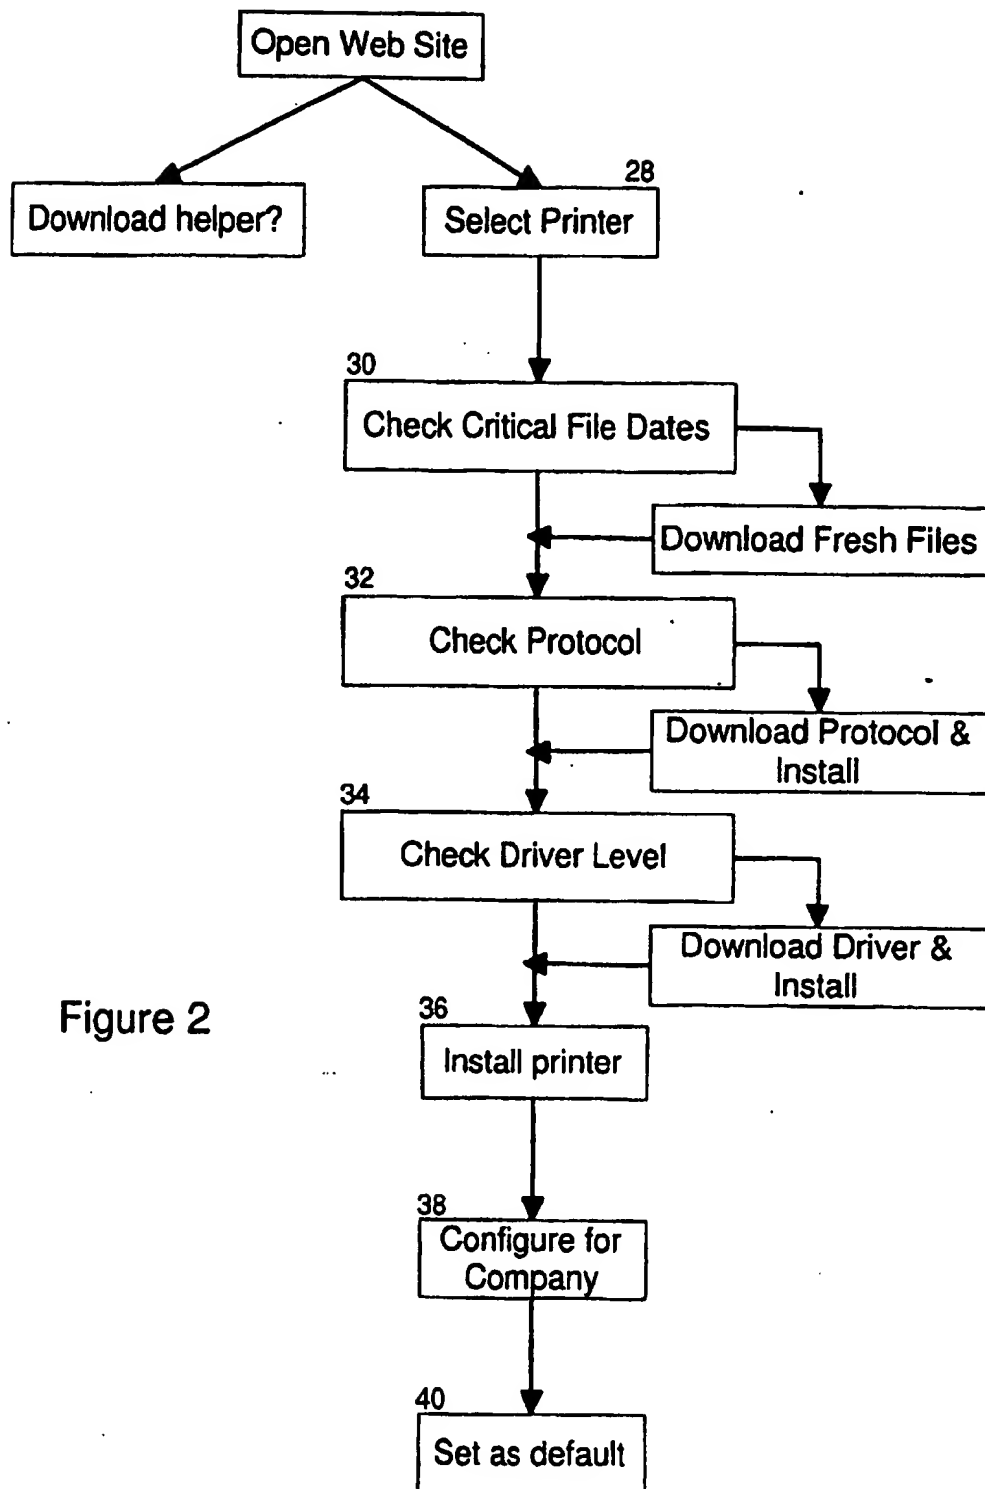 Open Web Site
Download helper?
28
Select Printer
30
Check Critical File Dates
Download Fresh Files
32
Check Protocol
Download Protocol &
Install
34
Check Driver Level
Download Driver &
Install
Figure 2
36
Install printer
38
Configure for
Company
40
Set as default